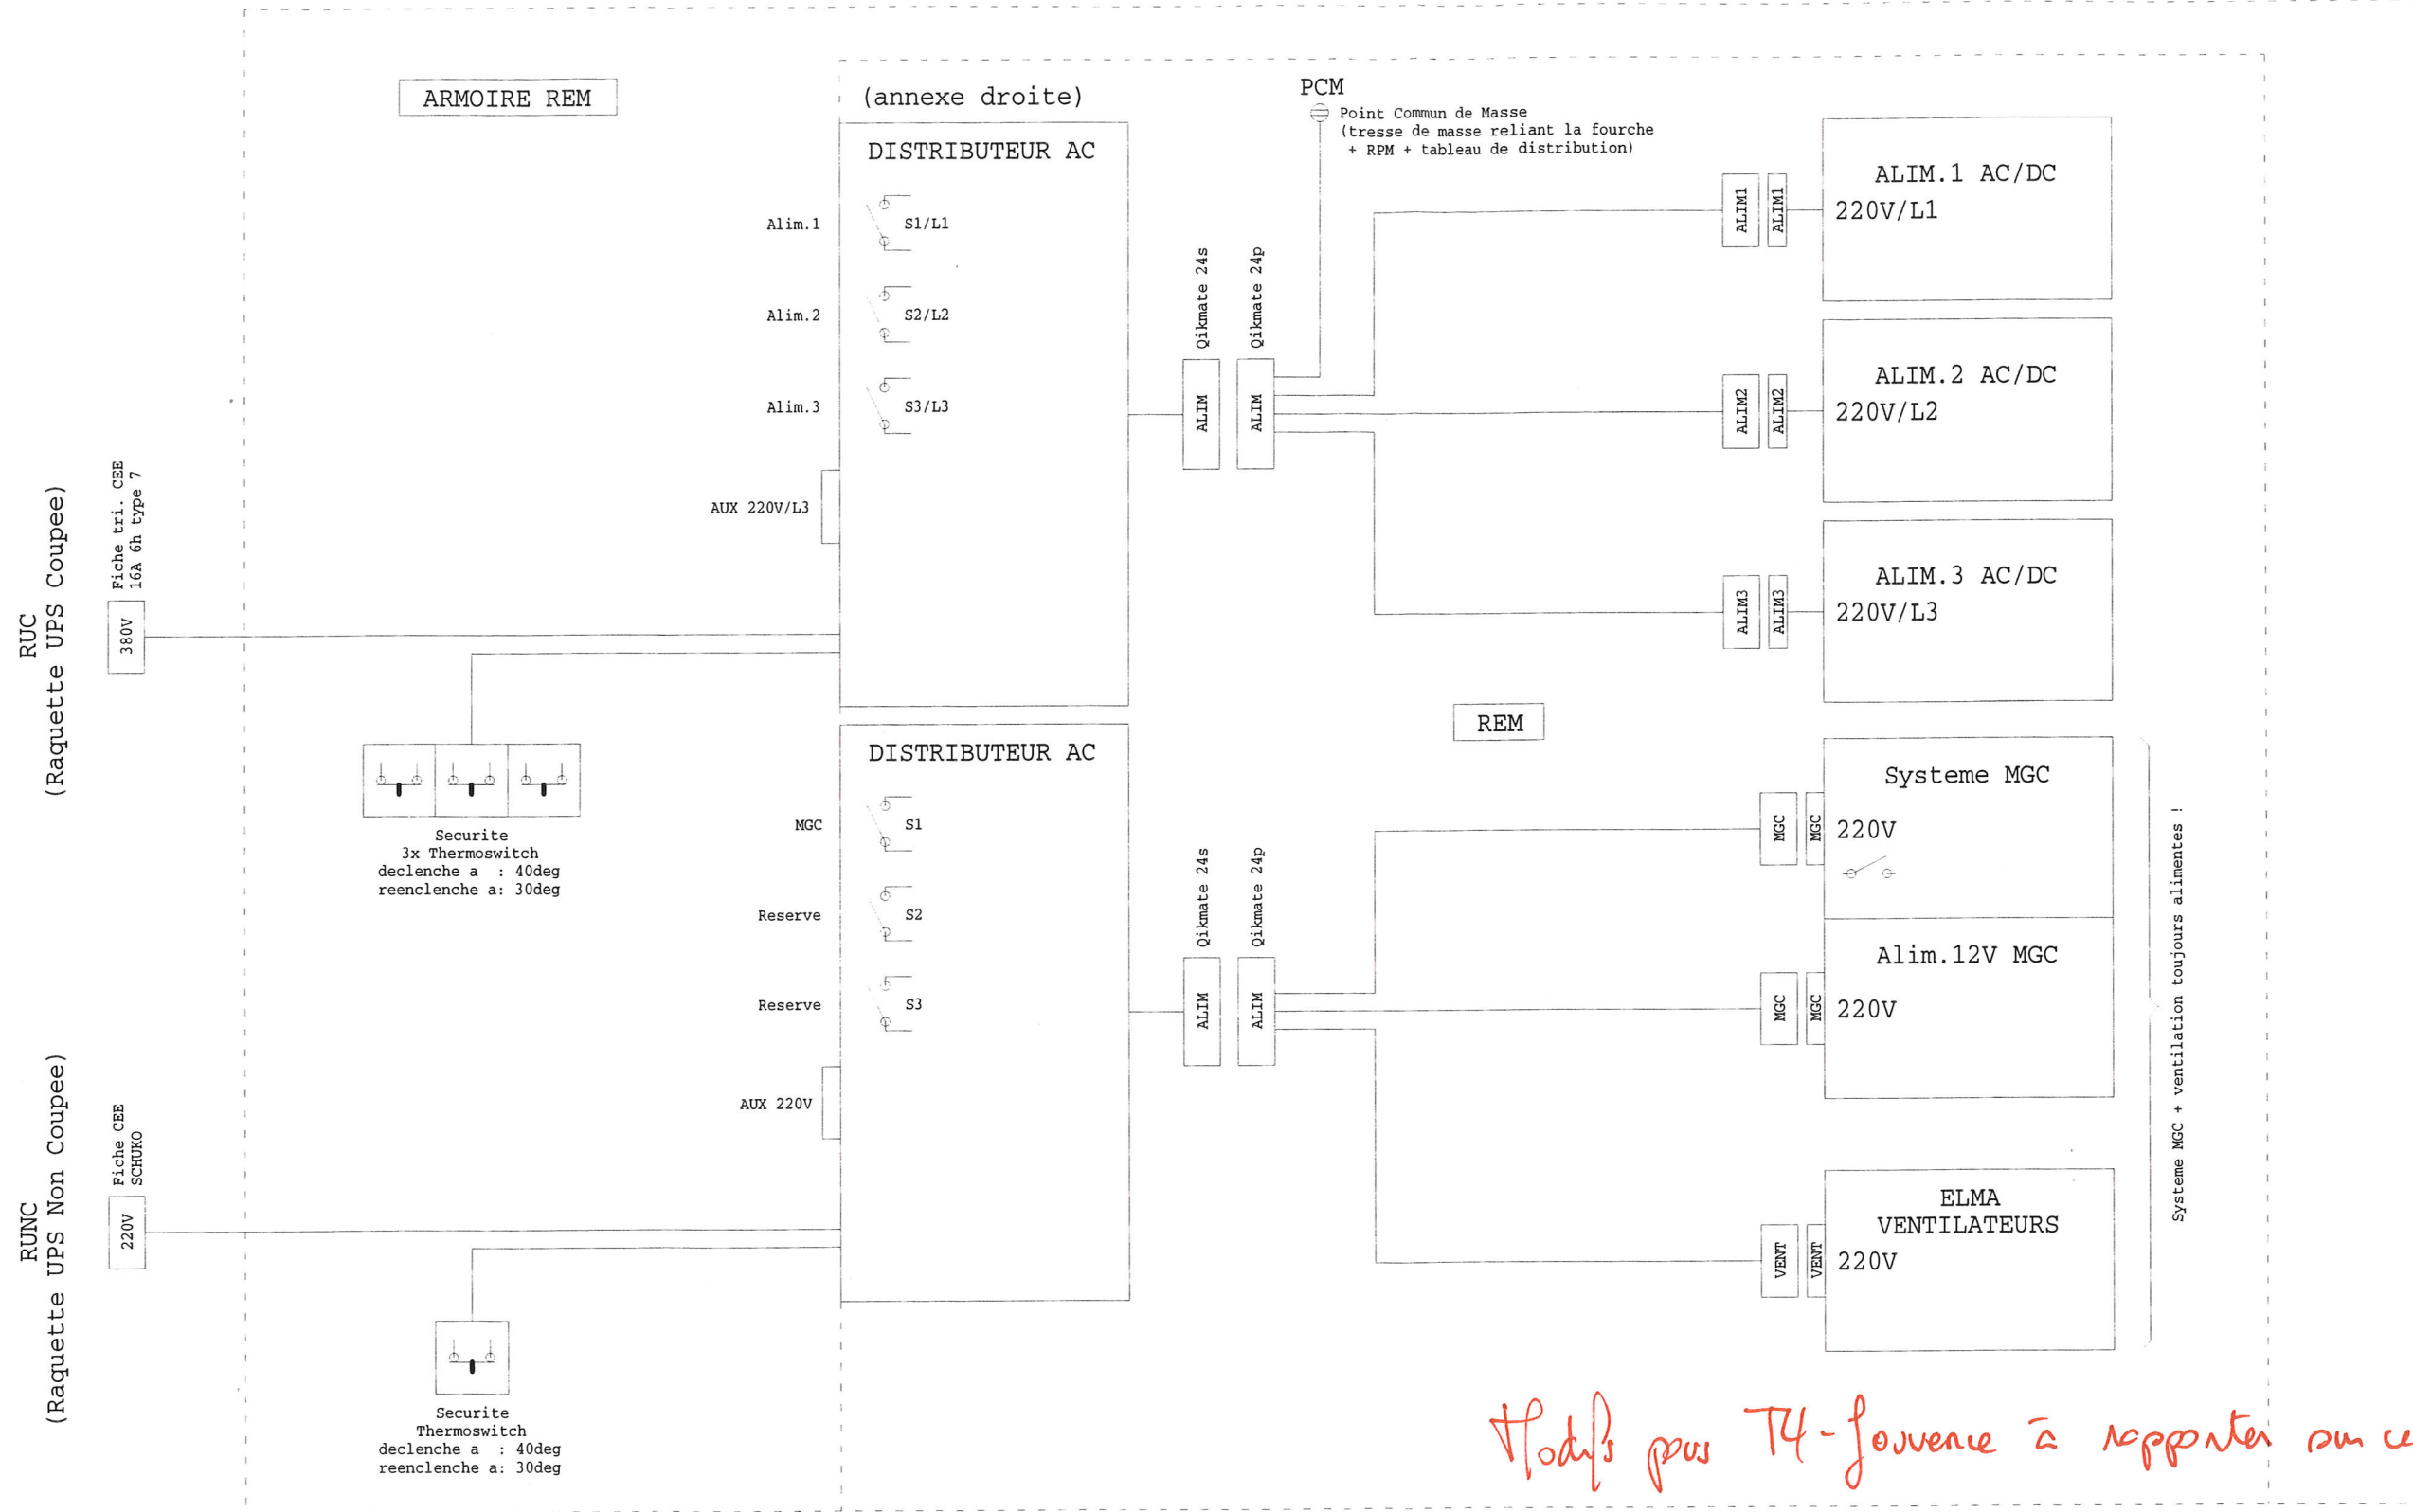 ARMOIRE REM
(annexe droite)
PCM
Point Commun de Masse
(tresse de masse reliant la fourche
+ RPM + tableau de distribution)
DISTRIBUTEUR AC
Alim.1
S1/L1
Alim.2
S2/L2
Alim.3
S3/L3
AUX 220V/L3
Qikmate 24s
Qikmate 24p
ALIM
ALIM
ALIM1
ALIM1
ALIM.1 AC/DC
220V/L1
ALIM2
ALIM2
ALIM.2 AC/DC
220V/L2
ALIM3
ALIM3
ALIM.3 AC/DC
220V/L3
RUC
(Raquette UPS Coupee)
Fiche tri. CEE
16A 6h type 7
380V
Securite
3x Thermoswitch
declenche a  : 40deg
reenclenche a: 30deg
REM
DISTRIBUTEUR AC
MGC
S1
Reserve
S2
Reserve
S3
AUX 220V
Qikmate 24s
Qikmate 24p
ALIM
ALIM
MGC
MGC
Systeme MGC
220V
MGC
MGC
Alim.12V MGC
220V
VENT
VENT
ELMA
VENTILATEURS
220V
Systeme MGC + ventilation toujours alimentes !
RUNC
(Raquette UPS Non Coupee)
Fiche CEE
SCHUKO
220V
Securite
Thermoswitch
declenche a  : 40deg
reenclenche a: 30deg
Modifs pour T4-Jouvence à rapporter sur ce